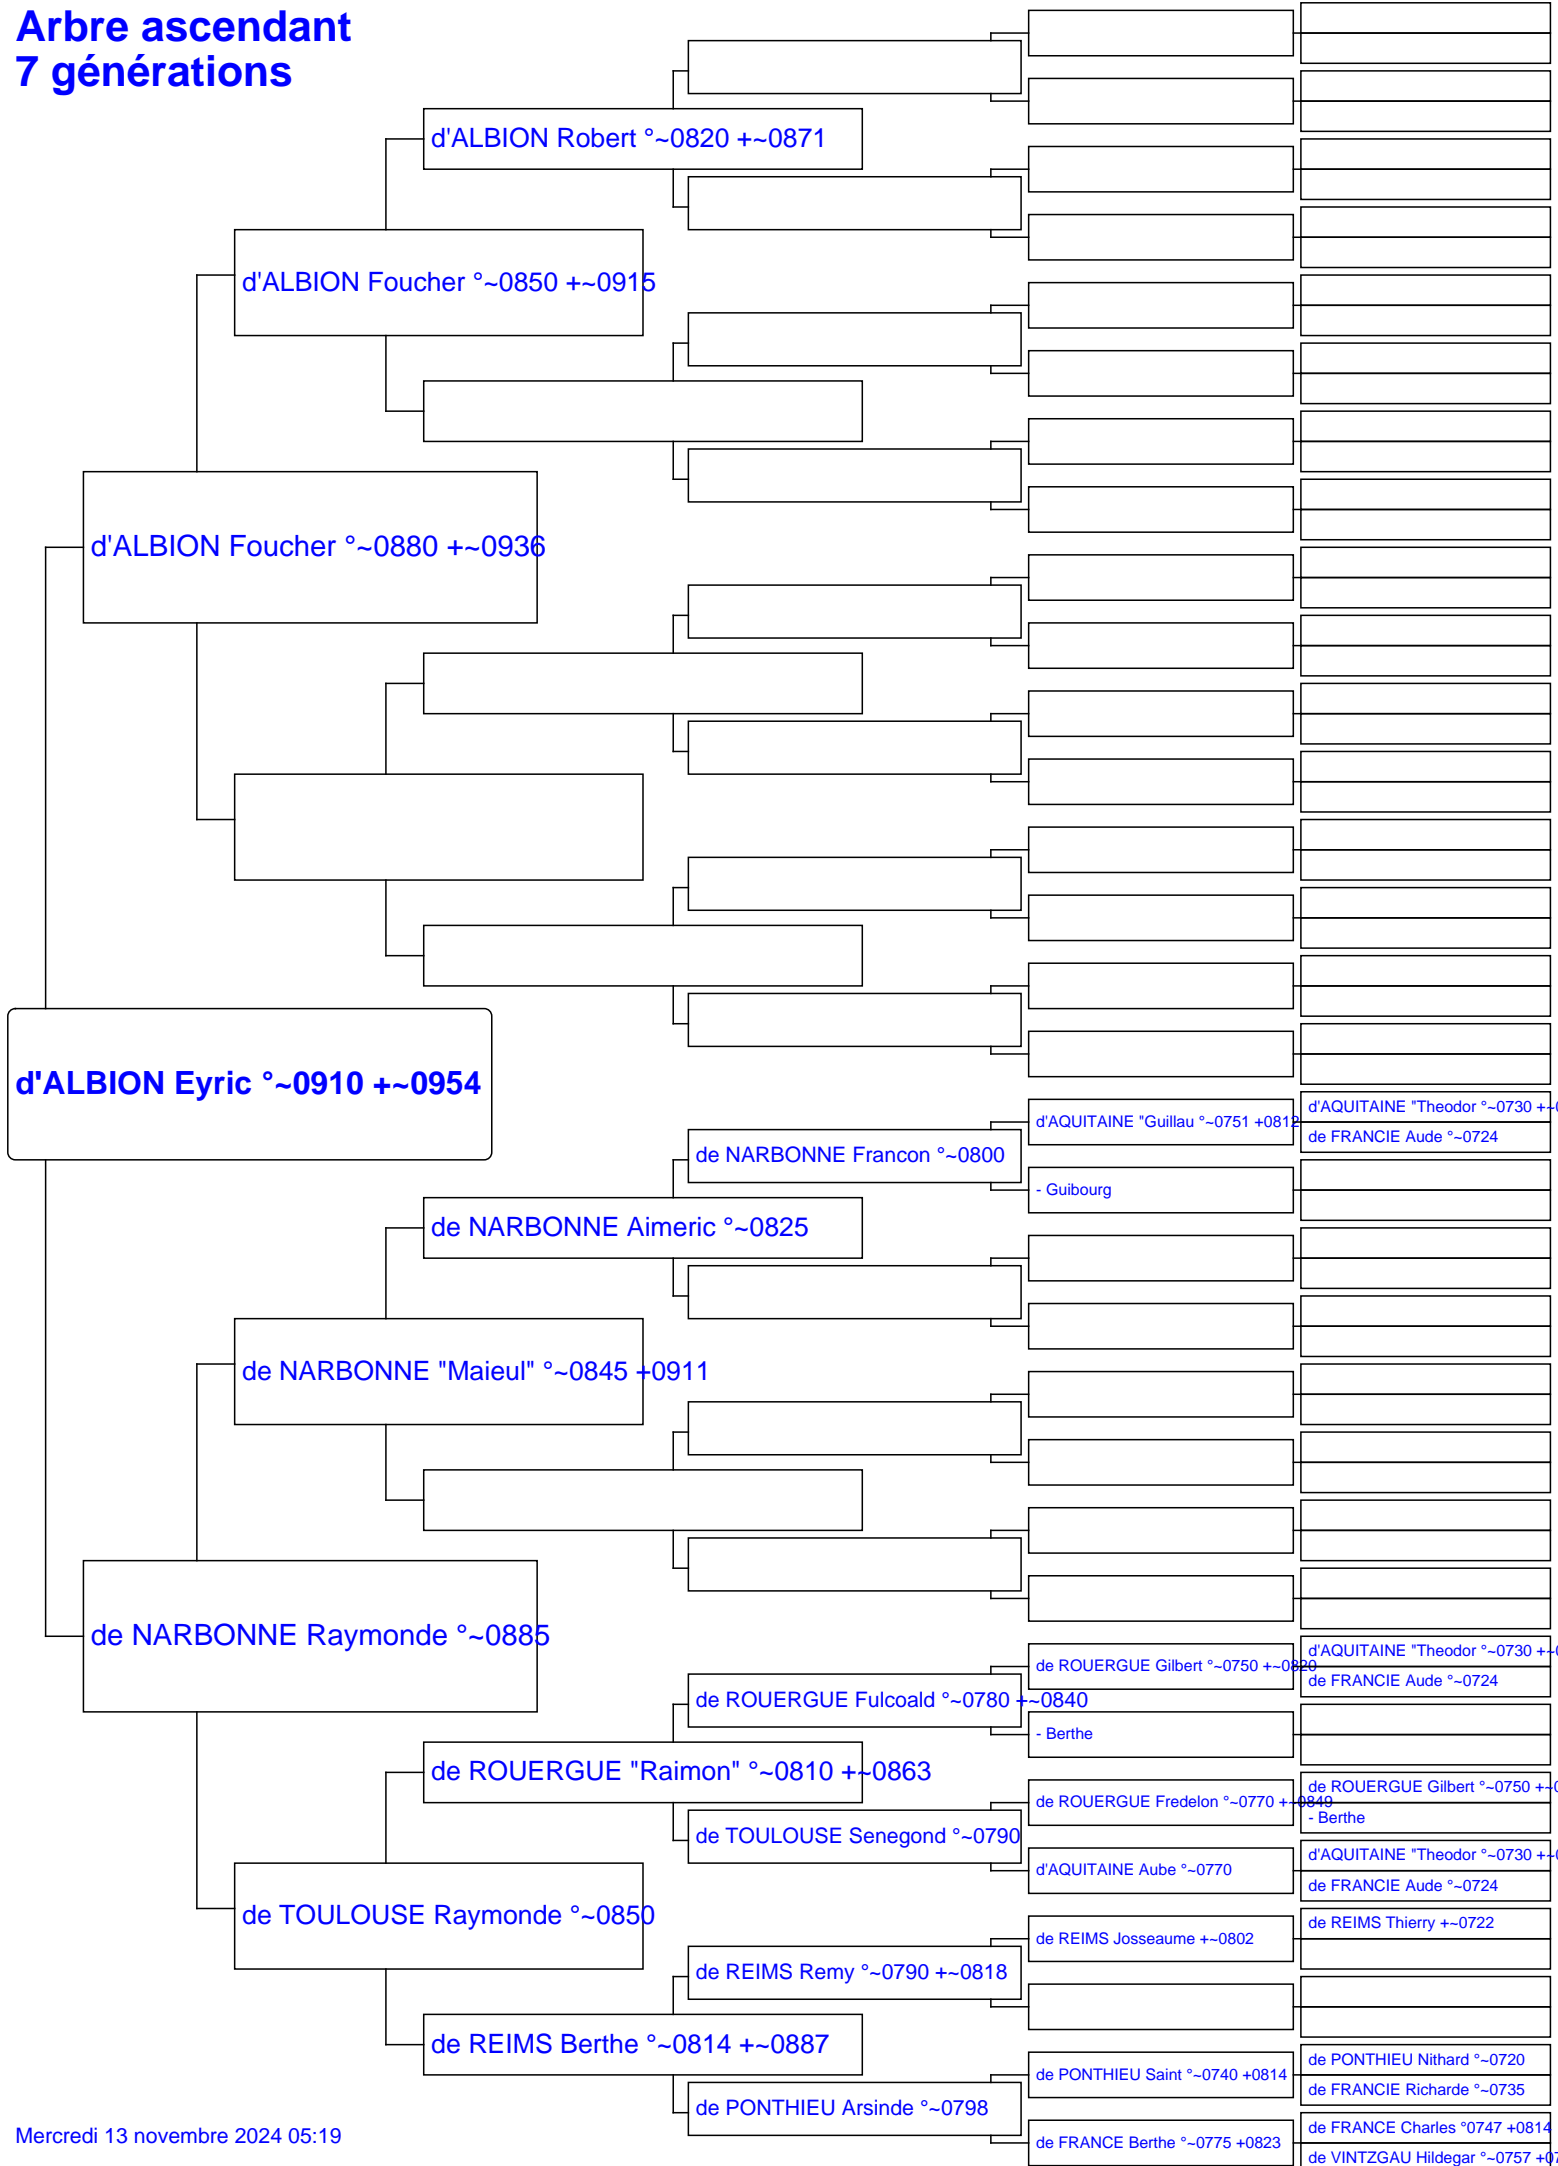 Arbre ascendant
7 générations
d'ALBION Robert °~0820 +~0871
d'ALBION Foucher °~0850 +~0915
d'ALBION Foucher °~0880 +~0936
d'ALBION Eyric °~0910 +~0954
d'AQUITAINE "Guillau °~0751 +0812
d'AQUITAINE "Theodor °~0730 +~0
de FRANCIE Aude °~0724
de NARBONNE Francon °~0800
- Guibourg
de NARBONNE Aimeric °~0825
de NARBONNE "Maieul" °~0845 +0911
de NARBONNE Raymonde °~0885
de ROUERGUE Gilbert °~0750 +~0820
d'AQUITAINE "Theodor °~0730 +~0
de FRANCIE Aude °~0724
de ROUERGUE Fulcoald °~0780 +~0840
- Berthe
de ROUERGUE "Raimon" °~0810 +~0863
de ROUERGUE Fredelon °~0770 +~0849
de ROUERGUE Gilbert °~0750 +~0
- Berthe
de TOULOUSE Senegond °~0790
d'AQUITAINE Aube °~0770
d'AQUITAINE "Theodor °~0730 +~0
de FRANCIE Aude °~0724
de TOULOUSE Raymonde °~0850
de REIMS Josseaume +~0802
de REIMS Thierry +~0722
de REIMS Remy °~0790 +~0818
de REIMS Berthe °~0814 +~0887
de PONTHIEU Saint °~0740 +0814
de PONTHIEU Nithard °~0720
de FRANCIE Richarde °~0735
de PONTHIEU Arsinde °~0798
de FRANCE Berthe °~0775 +0823
de FRANCE Charles °0747 +0814
de VINTZGAU Hildegar °~0757 +07
Mercredi 13 novembre 2024 05:19